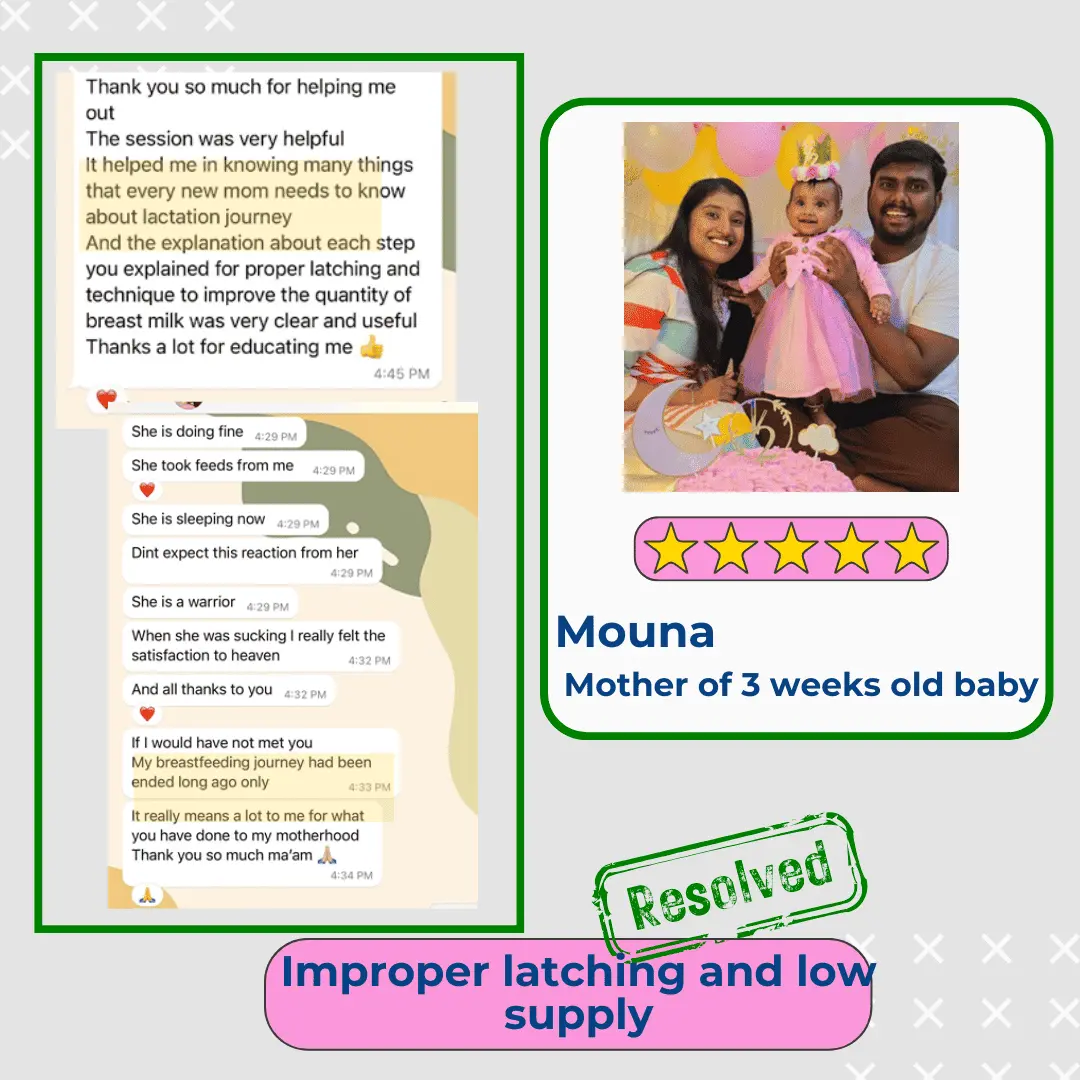 Thank you so much for helping me
out
The session was very helpful
It helped me in knowing many things
that every new mom needs to know
about lactation journey
And the explanation about each step
you explained for proper latching and
technique to improve the quantity of
breast milk was very clear and useful
Thanks a lot for educating me 👍
4:45 PM
She is doing fine 4:29 PM
She took feeds from me 4:29 PM
She is sleeping now 4:29 PM
Dint expect this reaction from her
4:29 PM
She is a warrior 4:29 PM
When she was sucking I really felt the
satisfaction to heaven 4:32 PM
And all thanks to you 4:32 PM
If I would have not met you
My breastfeeding journey had been
ended long ago only 4:33 PM
It really means a lot to me for what
you have done to my motherhood
Thank you so much ma'am 🙏🏼
4:34 PM
1/2
Mouna
Mother of 3 weeks old baby
Resolved
Improper latching and low
supply